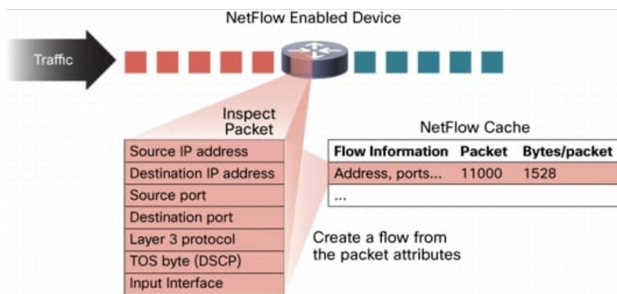 NetFlow Enabled Device
Traffic
Inspect
Packet
Source IP address
Destination IP address
Source port
Destination port
Layer 3 protocol
TOS byte (DSCP)
Input Interface
NetFlow Cache
Flow Information Packet Bytes/packet
Address, ports... 11000 1528
...
Create a flow from
the packet attributes